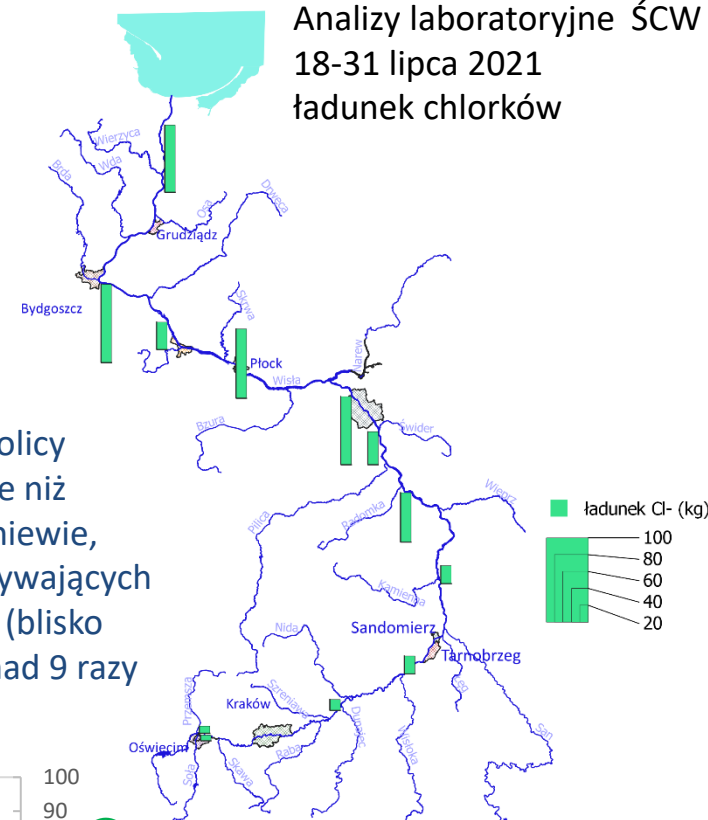 Analizy laboratoryjne ŚCW
18-31 lipca 2021
ładunek chlorków
Wierzyca
Wda
Brda
Osa
Drwęca
Grudziądz
Bydgoszcz
Skrwa
Płock
Wisła
Narew
Bzura
Świder
olicy
e niż
niewie,
ywających
(blisko
nad 9 razy
Wieprz
Pilica
Radomka
ładunek Cl- (kg)
100
80
60
40
20
Kamienna
Nida
Sandomierz
Tarnobrzeg
Przemsza
Szreniawa
Kraków
Łęg
San
Dunajec
Wisłoka
Oświęcim
Raba
Skawa
Soła
100
90